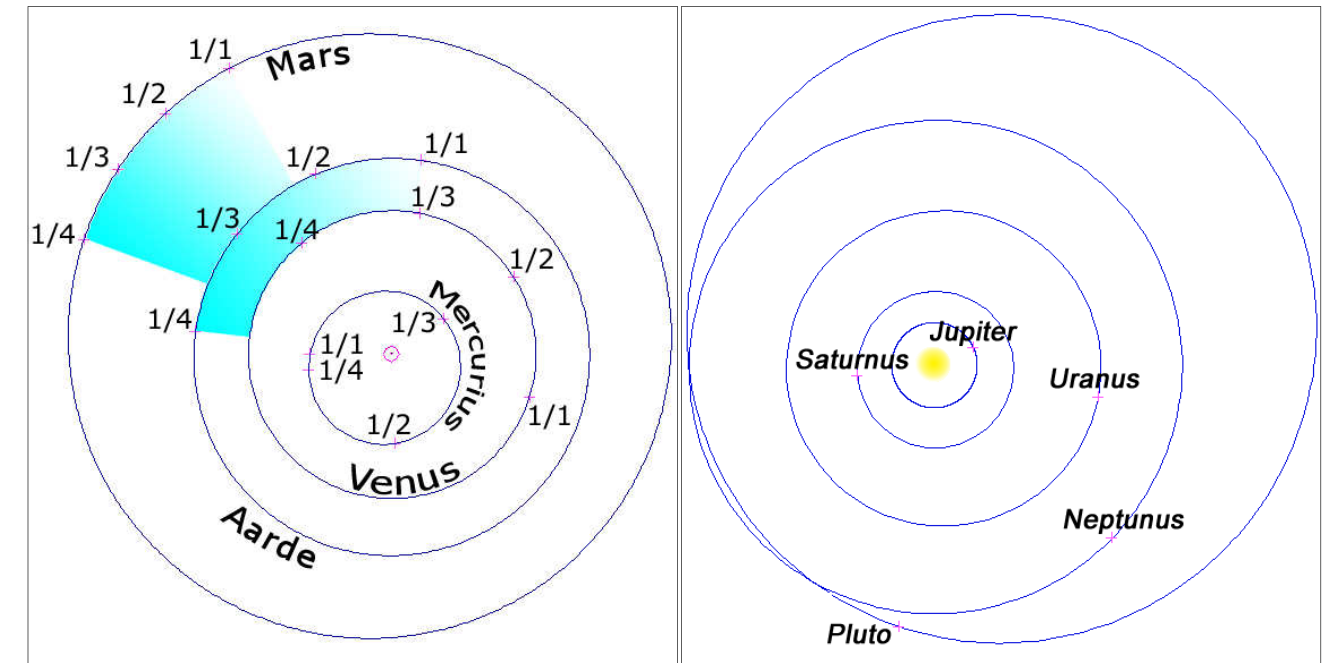 1/1
Mars
1/2
1/3
1/4
1/1
1/2
1/3
1/4
1/3
1/4
1/2
1/1
Mercurius
1/3
1/1
1/4
1/2
Venus
Aarde
Jupiter
Saturnus
Uranus
Neptunus
Pluto